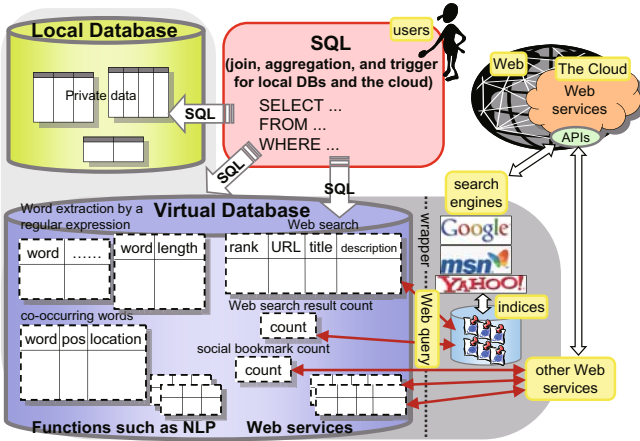 Local Database
Private data
SQL
(join, aggregation, and trigger
for local DBs and the cloud)
SELECT ...
FROM ...
WHERE ...
users
SQL
SQL
SQL
Web
The Cloud
Web
services
APIs
search
engines
Google
msn
YAHOO!
indices
other Web
services
wrapper
Web query
Virtual Database
Word extraction by a
regular expression
word ......
word length
Web search
rank URL title description
co-occurring words
word pos location
Web search result count
count
social bookmark count
count
Functions such as NLP
Web services